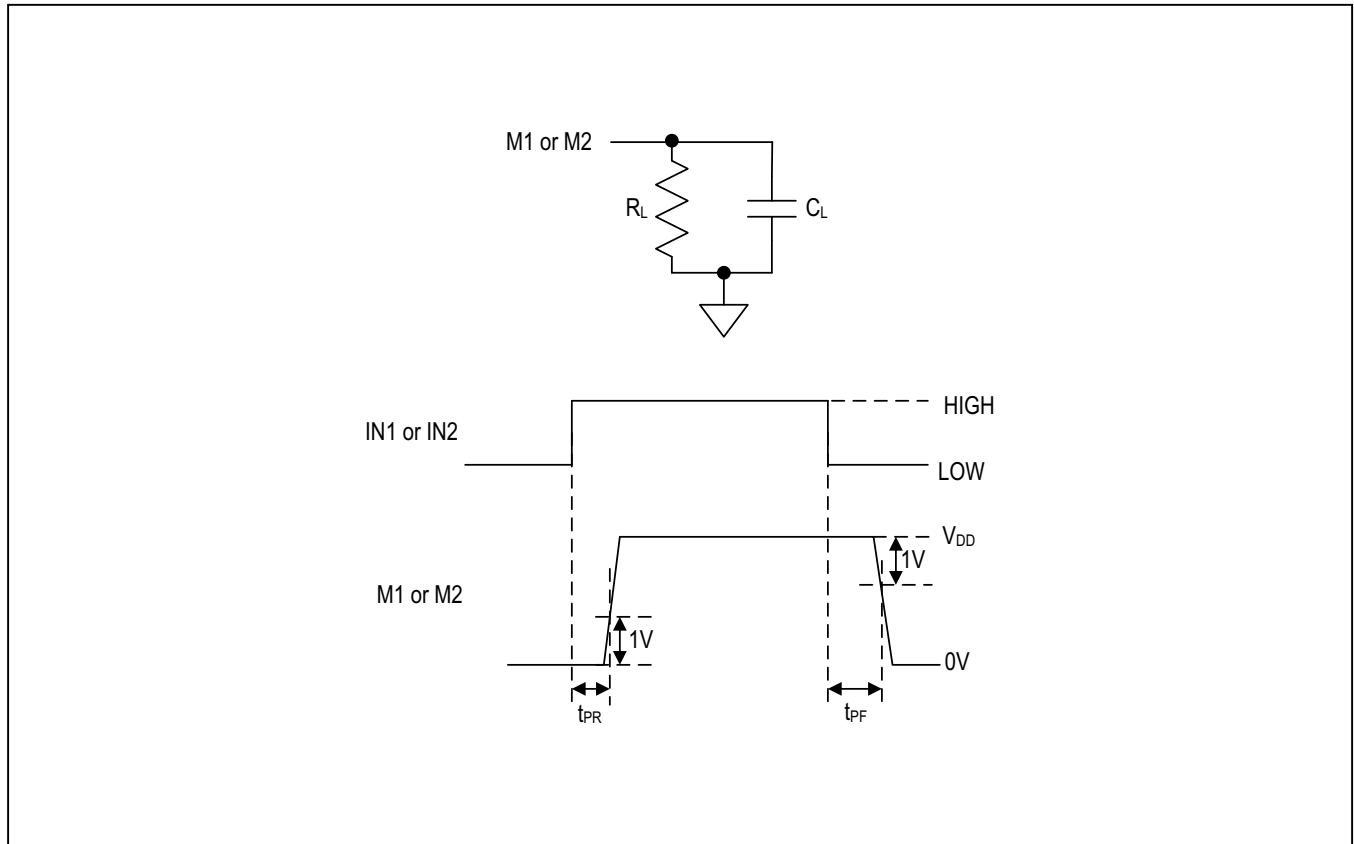 M1 or M2
RL
CL
IN1 or IN2
HIGH
LOW
VDD
1V
M1 or M2
1V
0V
tPR
tPF